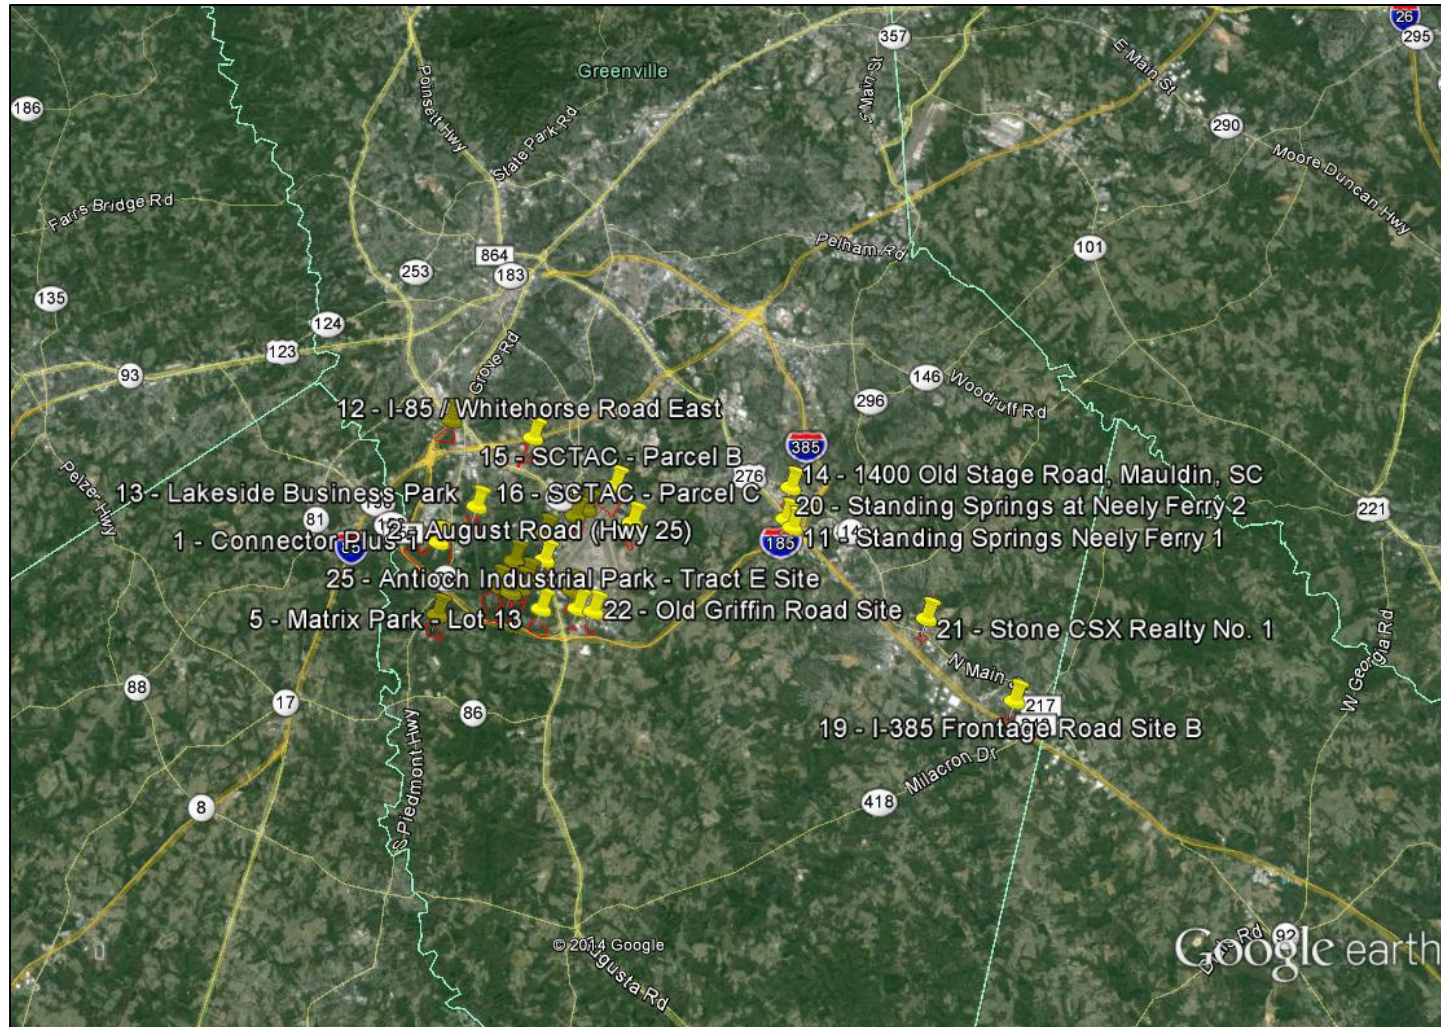 26
357
295
Greenville
E Main St
186
Poinsett Hwy
S Main St
State Park Rd
290
Moore Duncan Hwy
Farrs Bridge Rd
Pelham Rd
101
864
253
183
135
124
123
93
Grove Rd
146
Woodruff Rd
296
12 - I-85 / Whitehorse Road East
385
15 - SCTAC - Parcel B
276
14 - 1400 Old Stage Road, Mauldin, SC
Pelzer Hwy
13 - Lakeside Business Park
16 - SCTAC - Parcel C
20 - Standing Springs at Neely Ferry 2
221
81
2 - August Road (Hwy 25)
14
1 - Connector Plus 1
185
11 - Standing Springs Neely Ferry 1
25 - Antioch Industrial Park - Tract E Site
5 - Matrix Park - Lot 13
22 - Old Griffin Road Site
21 - Stone CSX Realty No. 1
N Main
W Georgia Rd
88
17
86
217
19 - I-385 Frontage Road Site B
S Piedmont Hwy
Milacron Dr
8
418
© 2014 Google
Augusta Rd
92
Google earth